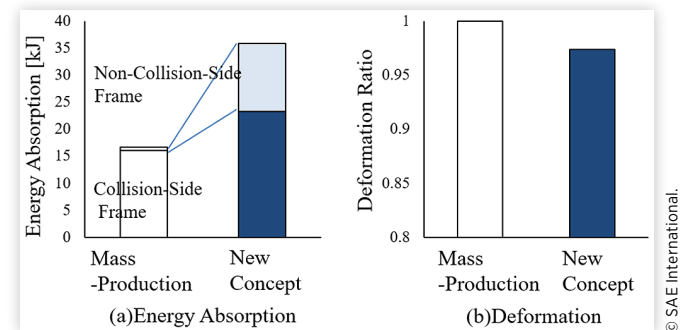 Energy Absorption [kJ]
40
35
30
25
20
15
10
5
0
Non-Collision-Side
Frame
Collision-Side
Frame
Mass
-Production
New
Concept
(a)Energy Absorption
Deformation Ratio
1
0.95
0.9
0.85
0.8
Mass
-Production
New
Concept
(b)Deformation
© SAE International.